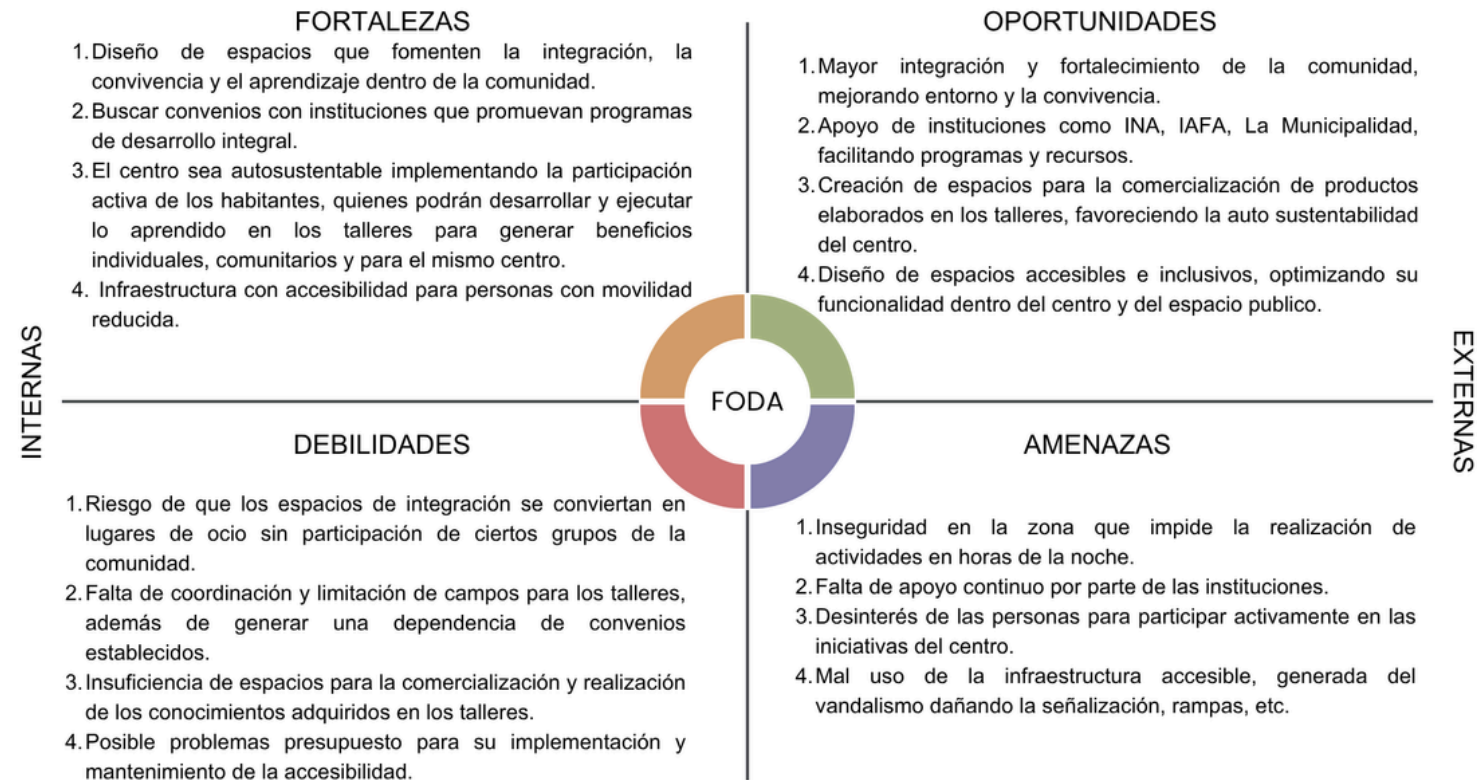 FORTALEZAS
1. Diseño de espacios que fomenten la integración, la
convivencia y el aprendizaje dentro de la comunidad.
2. Buscar convenios con instituciones que promuevan programas
de desarrollo integral.
3. El centro sea autosustentable implementando la participación
activa de los habitantes, quienes podrán desarrollar y ejecutar
lo aprendido en los talleres para generar beneficios
individuales, comunitarios y para el mismo centro.
4. Infraestructura con accesibilidad para personas con movilidad
reducida.
OPORTUNIDADES
1. Mayor integración y fortalecimiento de la comunidad,
mejorando entorno y la convivencia.
2. Apoyo de instituciones como INA, IAFA, La Municipalidad,
facilitando programas y recursos.
3. Creación de espacios para la comercialización de productos
elaborados en los talleres, favoreciendo la auto sustentabilidad
del centro.
4. Diseño de espacios accesibles e inclusivos, optimizando su
funcionalidad dentro del centro y del espacio publico.
INTERNAS
FODA
EXTERNAS
DEBILIDADES
1. Riesgo de que los espacios de integración se conviertan en
lugares de ocio sin participación de ciertos grupos de la
comunidad.
2. Falta de coordinación y limitación de campos para los talleres,
además de generar una dependencia de convenios
establecidos.
3. Insuficiencia de espacios para la comercialización y realización
de los conocimientos adquiridos en los talleres.
4. Posible problemas presupuesto para su implementación y
mantenimiento de la accesibilidad.
AMENAZAS
1. Inseguridad en la zona que impide la realización de
actividades en horas de la noche.
2. Falta de apoyo continuo por parte de las instituciones.
3. Desinterés de las personas para participar activamente en las
iniciativas del centro.
4. Mal uso de la infraestructura accesible, generada del
vandalismo dañando la señalización, rampas, etc.